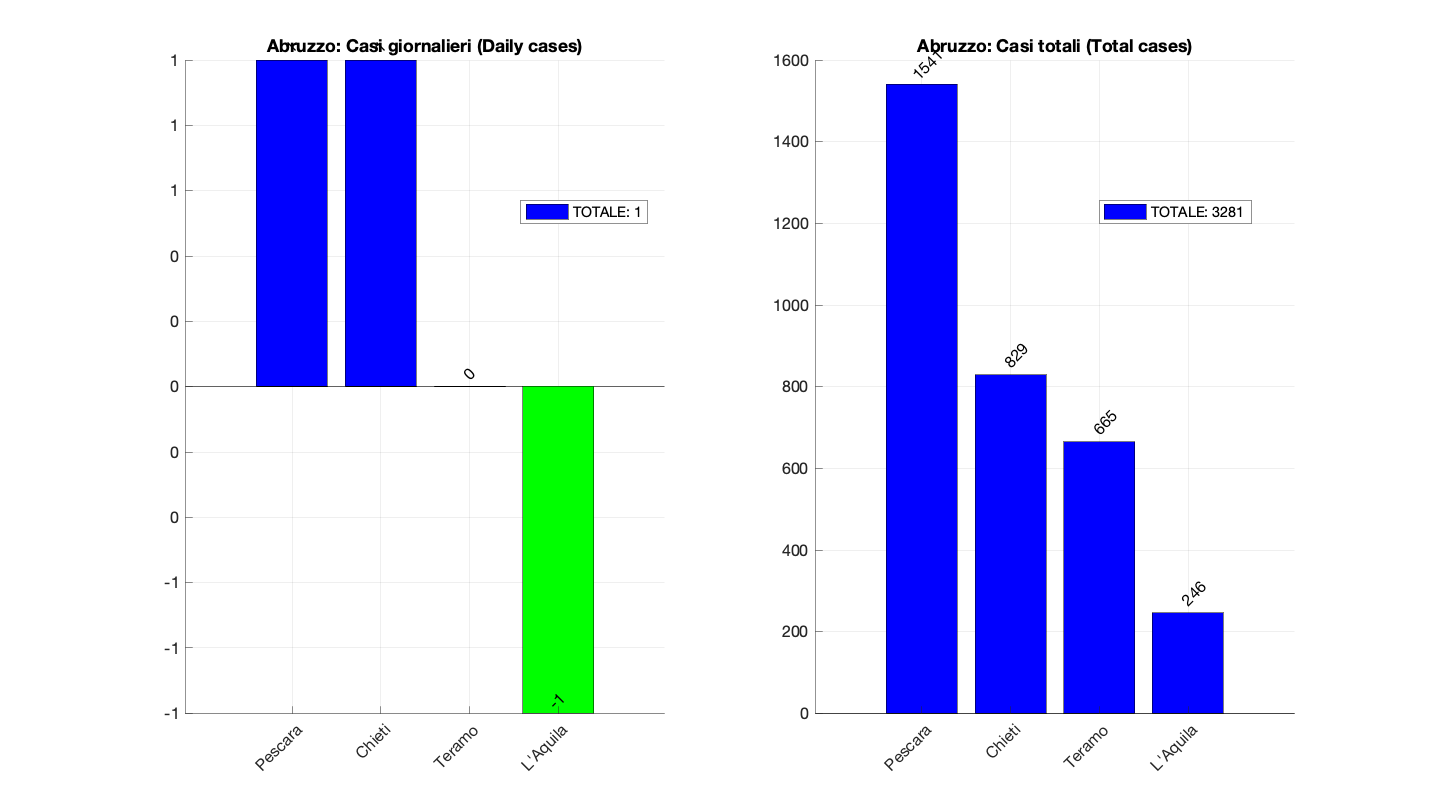 Abruzzo: Casi giornalieri (Daily cases)
1
1
1
0
0
0
0
0
-1
-1
-1
0
-1
TOTALE: 1
Pescara
Chieti
Teramo
L'Aquila
Abruzzo: Casi totali (Total cases)
1600
1400
1200
1000
800
600
400
200
0
1541
829
665
246
TOTALE: 3281
Pescara
Chieti
Teramo
L'Aquila